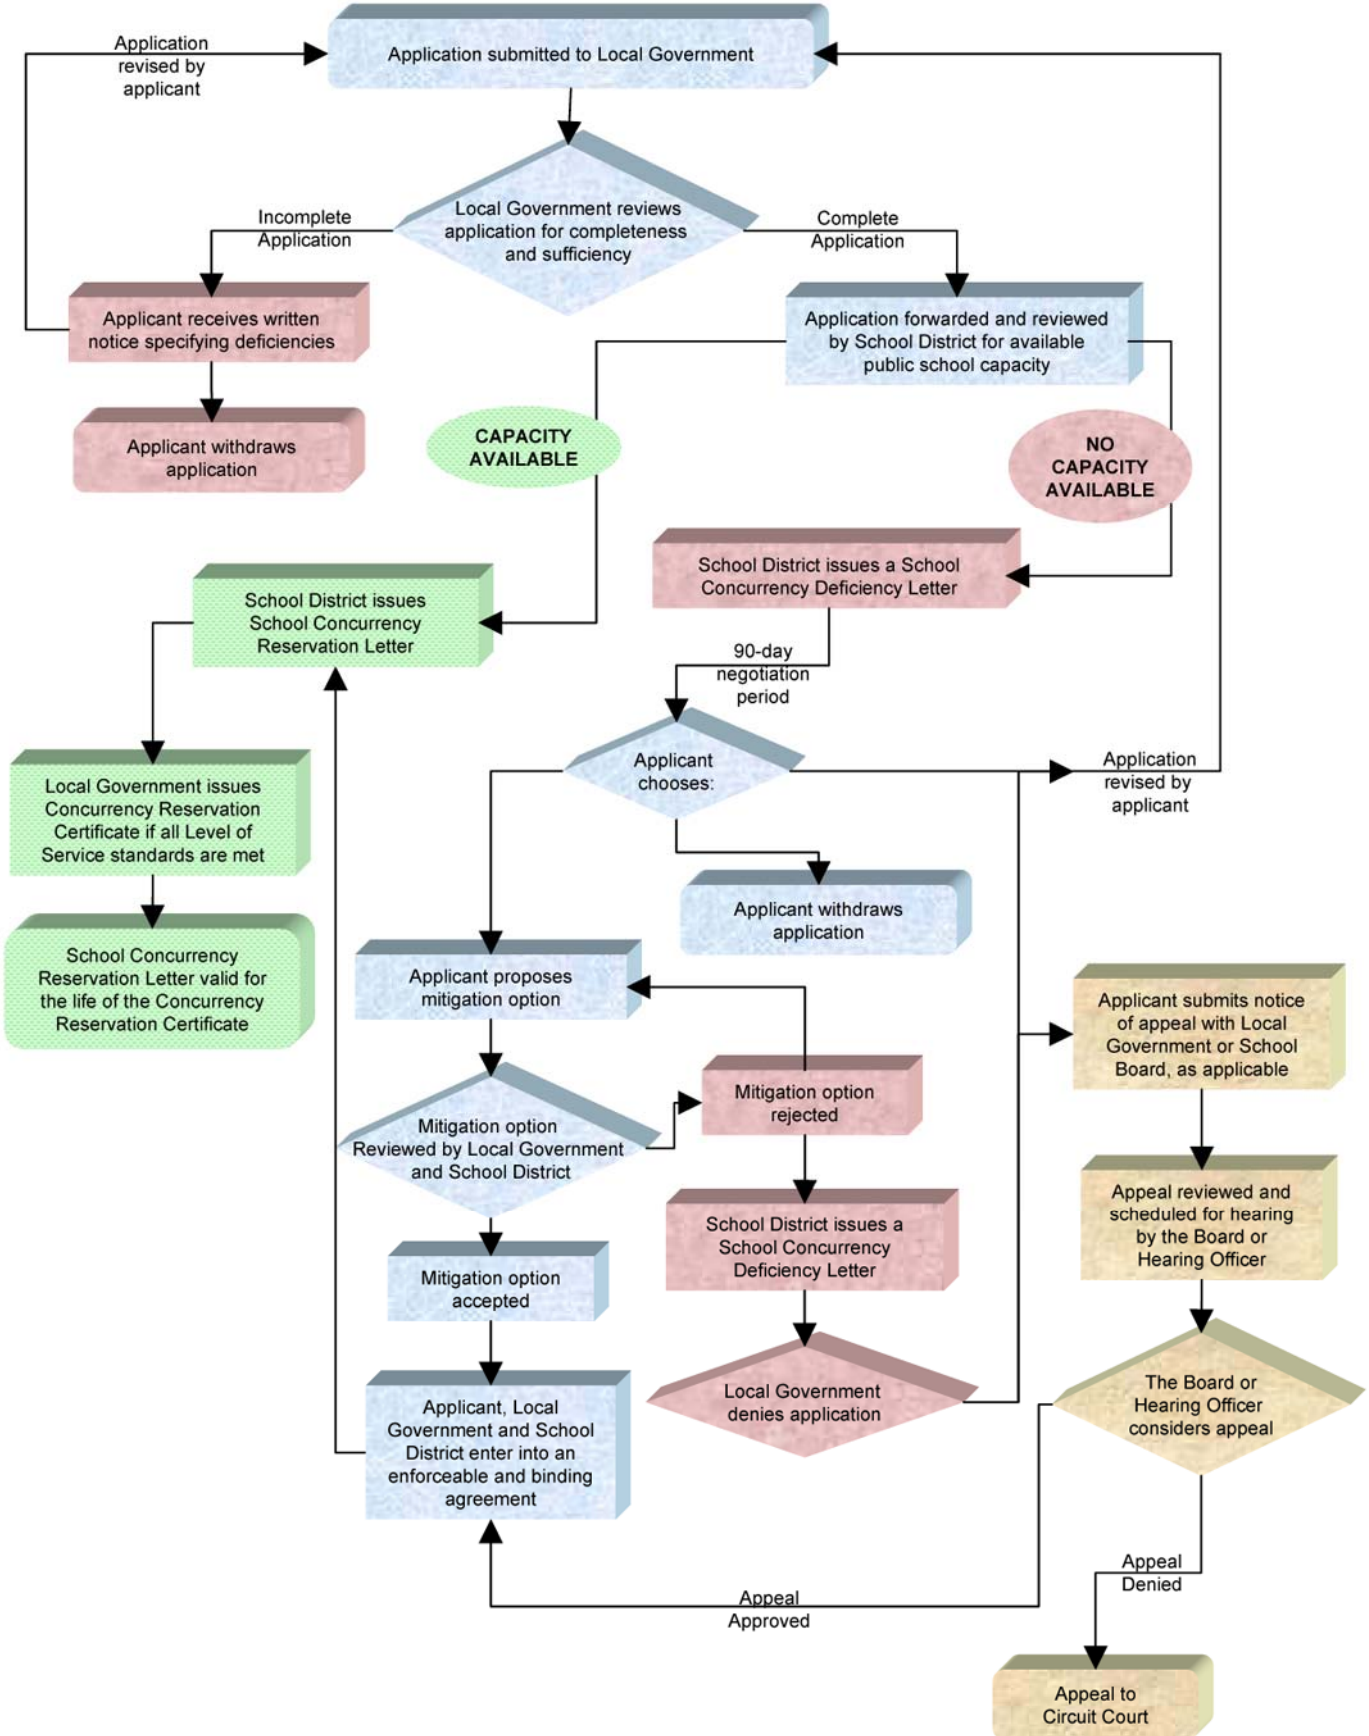 Application
revised by
applicant
Application submitted to Local Government
Local Government reviews
application for completeness
and sufficiency
Incomplete
Application
Complete
Application
Applicant receives written
notice specifying deficiencies
Application forwarded and reviewed
by School District for available
public school capacity
Applicant withdraws
application
CAPACITY
AVAILABLE
NO
CAPACITY
AVAILABLE
School District issues a School
Concurrency Deficiency Letter
School District issues
School Concurrency
Reservation Letter
90-day
negotiation
period
Applicant
chooses:
Application
revised by
applicant
Local Government issues
Concurrency Reservation
Certificate if all Level of
Service standards are met
Applicant withdraws
application
School Concurrency
Reservation Letter valid for
the life of the Concurrency
Reservation Certificate
Applicant proposes
mitigation option
Applicant submits notice
of appeal with Local
Government or School
Board, as applicable
Mitigation option
rejected
Mitigation option
Reviewed by Local Government
and School District
Appeal reviewed and
scheduled for hearing
by the Board or
Hearing Officer
School District issues a
School Concurrency
Deficiency Letter
Mitigation option
accepted
Local Government
denies application
The Board or
Hearing Officer
considers appeal
Applicant, Local
Government and School
District enter into an
enforceable and binding
agreement
Appeal
Denied
Appeal
Approved
Appeal to
Circuit Court